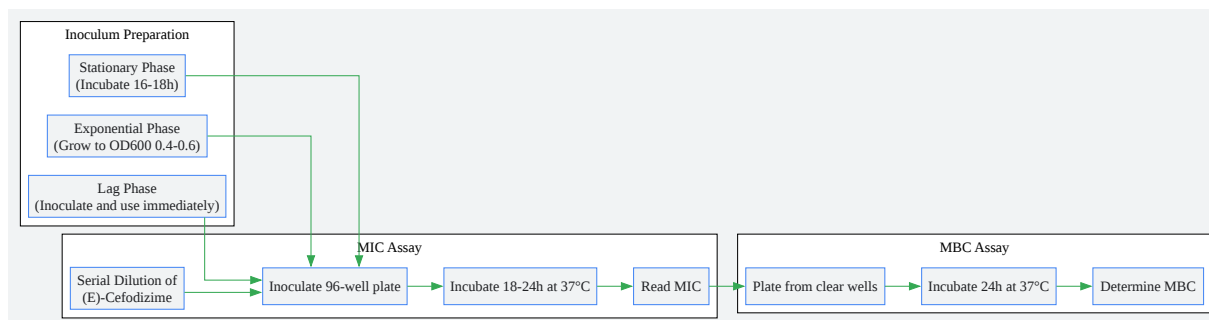 Inoculum Preparation
Stationary Phase
(Incubate 16-18h)
Exponential Phase
(Grow to OD600 0.4-0.6)
Lag Phase
(Inoculate and use immediately)
MIC Assay
Serial Dilution of
(E)-Cefodizime
Inoculate 96-well plate
Incubate 18-24h at 37°C
Read MIC
MBC Assay
Plate from clear wells
Incubate 24h at 37°C
Determine MBC